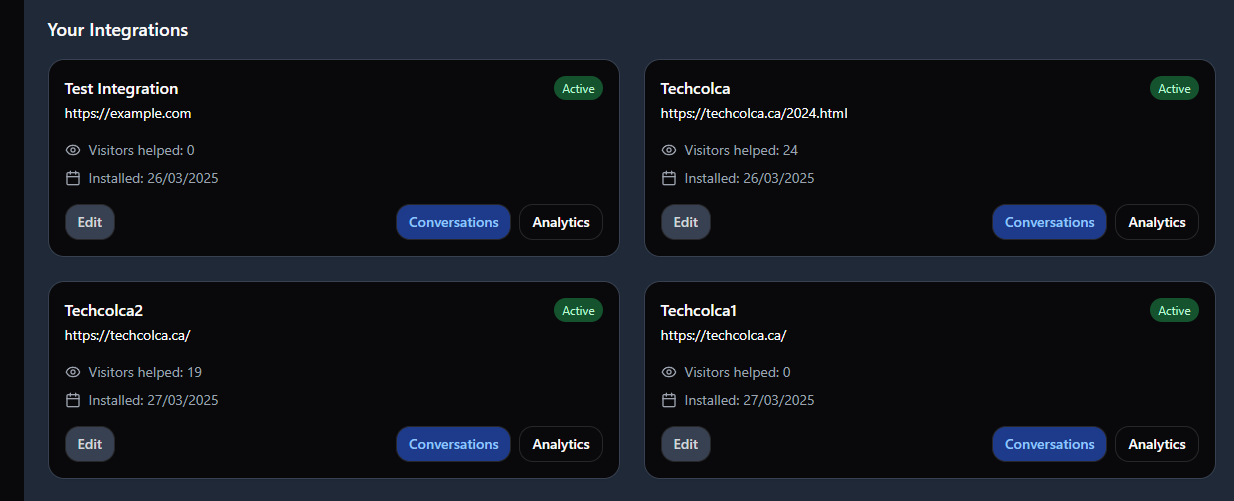 Your Integrations
Test Integration
Active
https://example.com
Visitors helped: 0
Installed: 26/03/2025
Edit
Conversations
Analytics
Techcolca
Active
https://techcolca.ca/2024.html
Visitors helped: 24
Installed: 26/03/2025
Edit
Conversations
Analytics
Techcolca2
Active
https://techcolca.ca/
Visitors helped: 19
Installed: 27/03/2025
Edit
Conversations
Analytics
Techcolca1
Active
https://techcolca.ca/
Visitors helped: 0
Installed: 27/03/2025
Edit
Conversations
Analytics